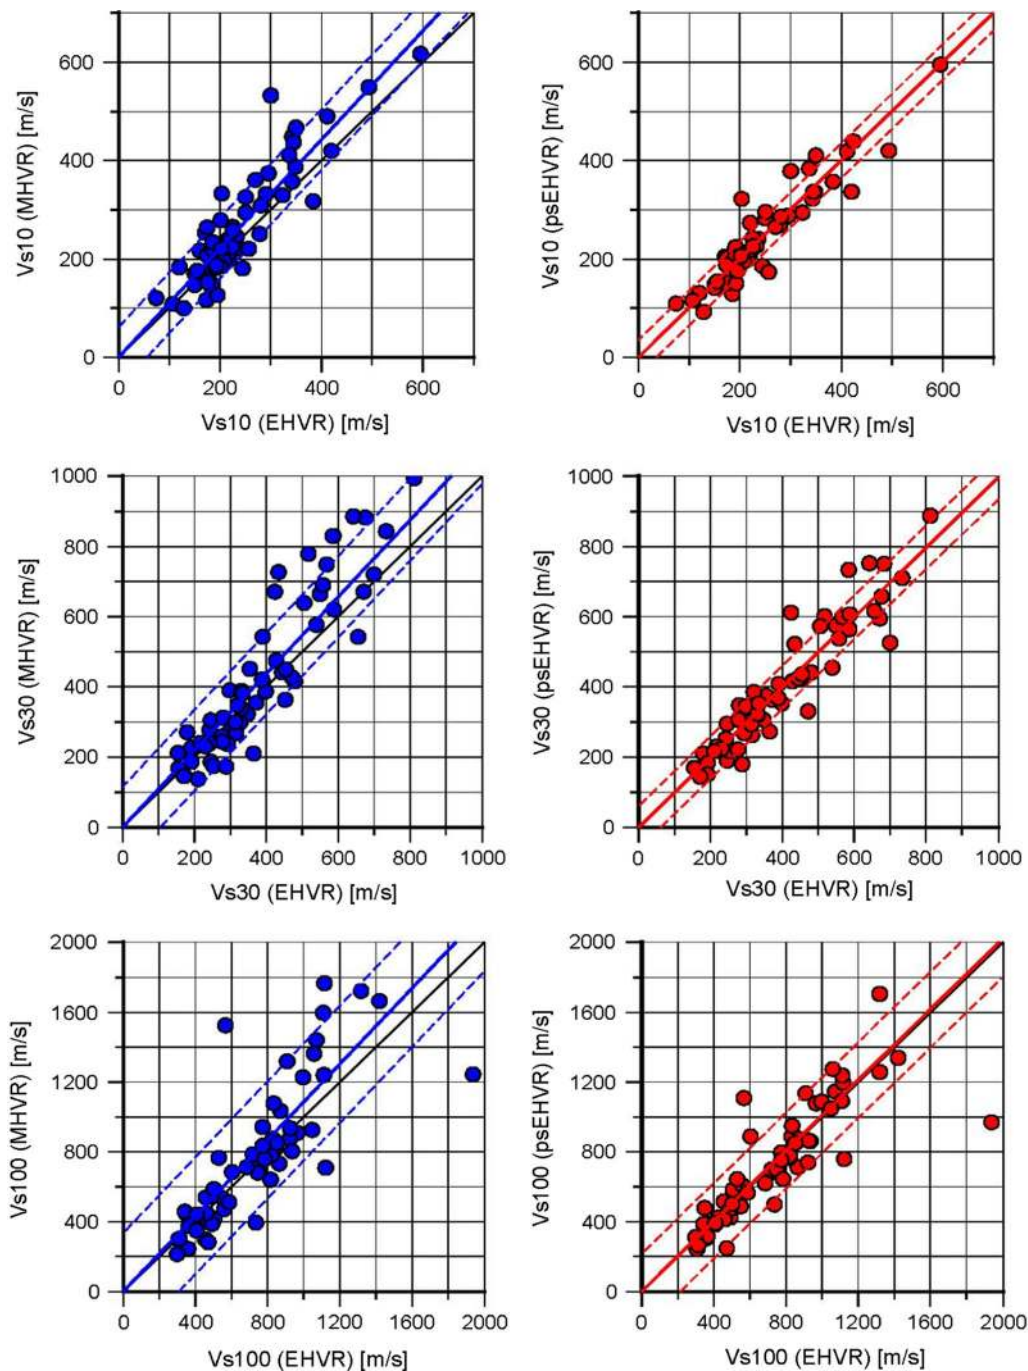 Vs10 (MHVR) [m/s]
600
400
200
0
0 200 400 600
Vs10 (EHVR) [m/s]
Vs10 (psEHVR) [m/s]
600
400
200
0
0 200 400 600
Vs10 (EHVR) [m/s]
Vs30 (MHVR) [m/s]
1000
800
600
400
200
0
0 200 400 600 800 1000
Vs30 (EHVR) [m/s]
Vs30 (psEHVR) [m/s]
1000
800
600
400
200
0
0 200 400 600 800 1000
Vs30 (EHVR) [m/s]
Vs100 (MHVR) [m/s]
2000
1600
1200
800
400
0
0 400 800 1200 1600 2000
Vs100 (EHVR) [m/s]
Vs100 (psEHVR) [m/s]
2000
1600
1200
800
400
0
0 400 800 1200 1600 2000
Vs100 (EHVR) [m/s]